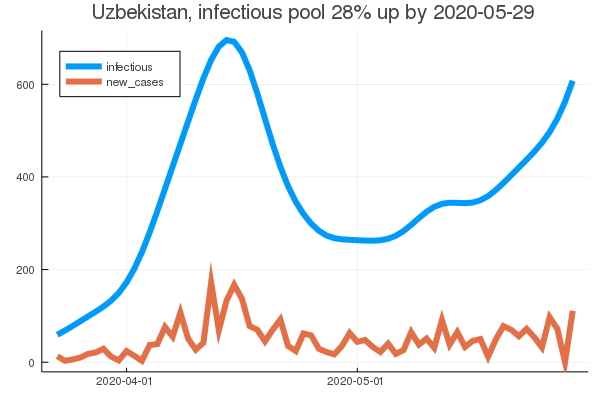 Uzbekistan, infectious pool 28% up by 2020-05-29
infectious
new_cases
600
400
200
0
2020-04-01 2020-05-01